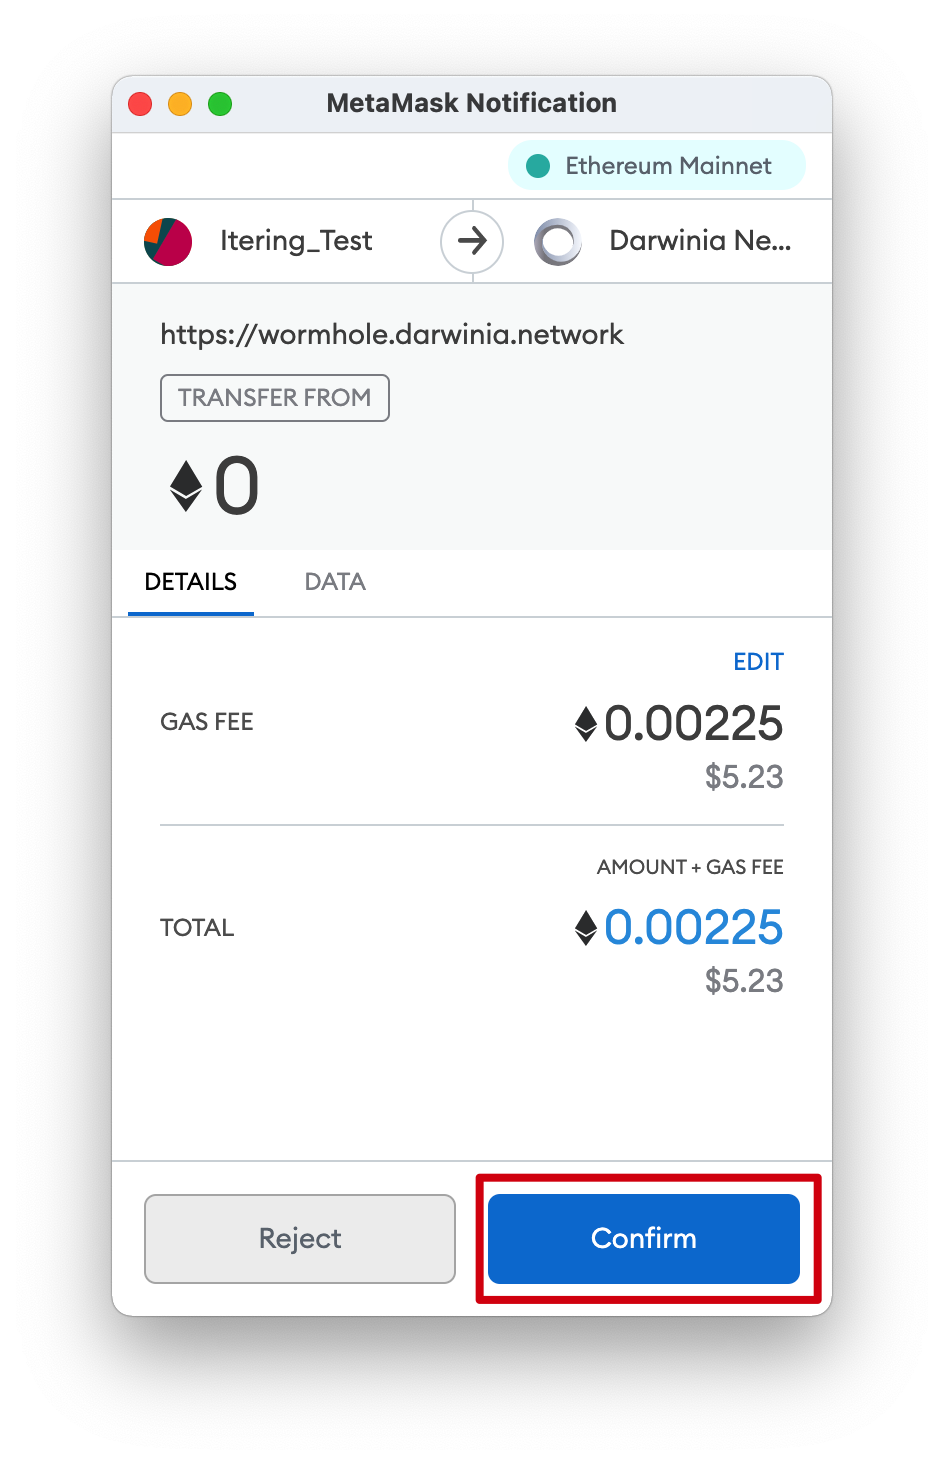 MetaMask Notification
Ethereum Mainnet
Itering_Test
Darwinia Ne...
https://wormhole.darwinia.network
TRANSFER FROM
0
DETAILS DATA
EDIT
GAS FEE 0.00225
$5.23
AMOUNT + GAS FEE
TOTAL 0.00225
$5.23
Reject Confirm